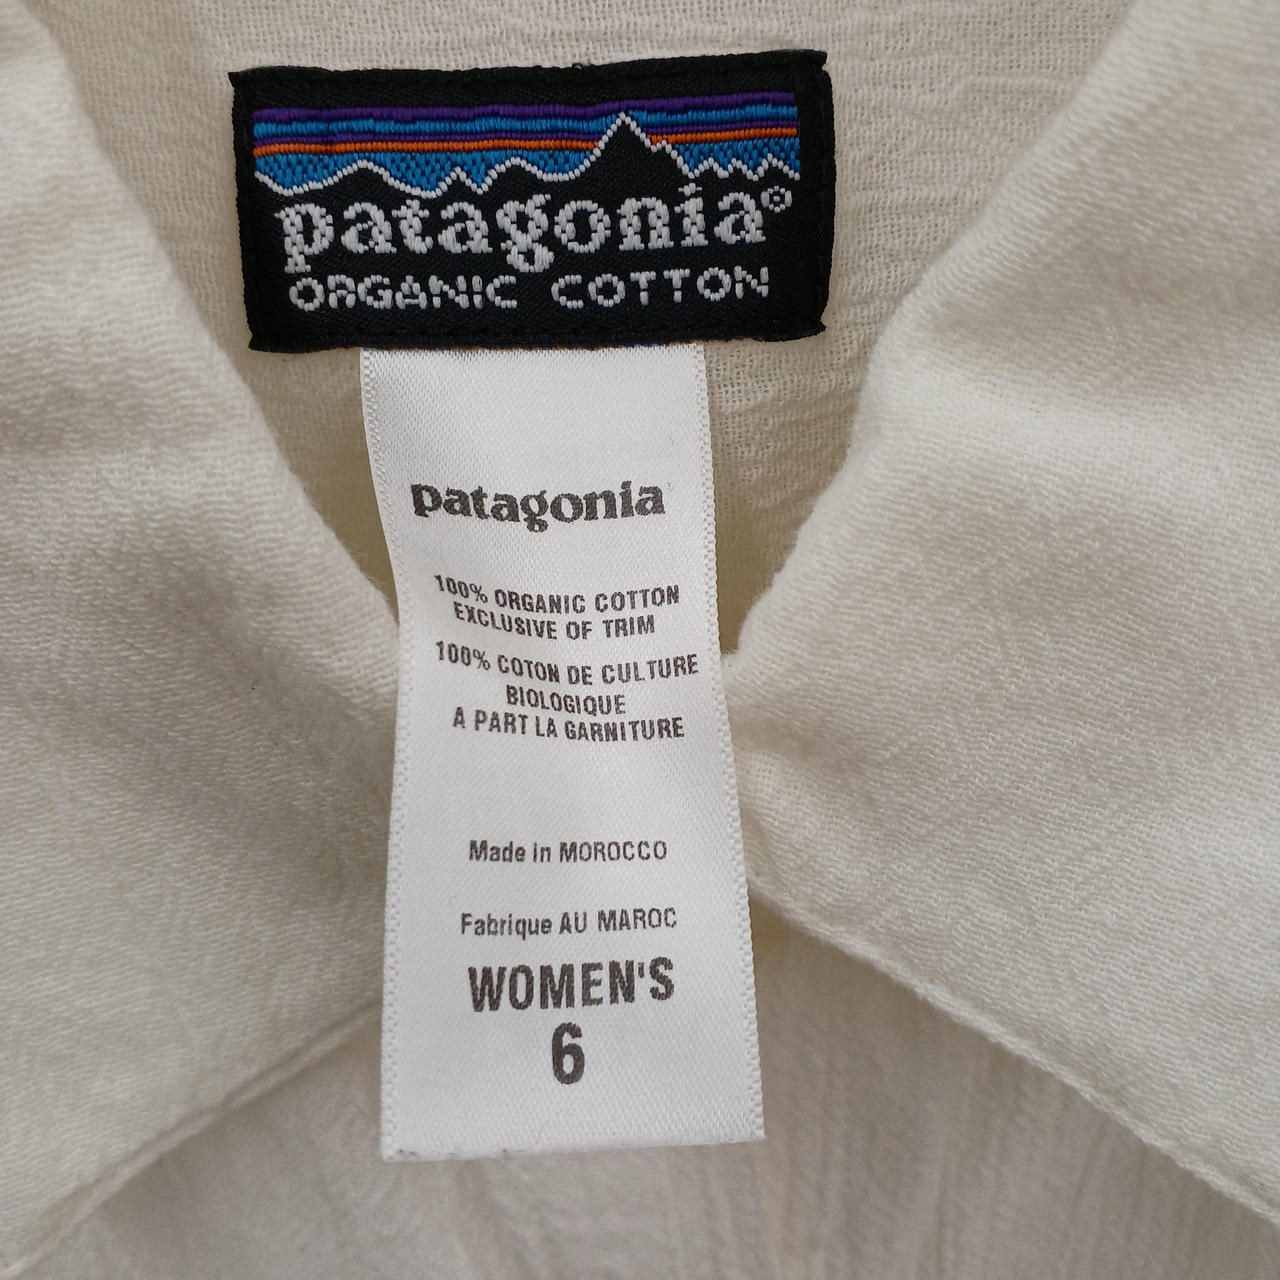 patagonia®
ORGANIC COTTON
patagonia
100% ORGANIC COTTON
EXCLUSIVE OF TRIM
100% COTON DE CULTURE
BIOLOGIQUE
A PART LA GARNITURE
Made in MOROCCO
Fabrique AU MAROC
WOMEN'S
6